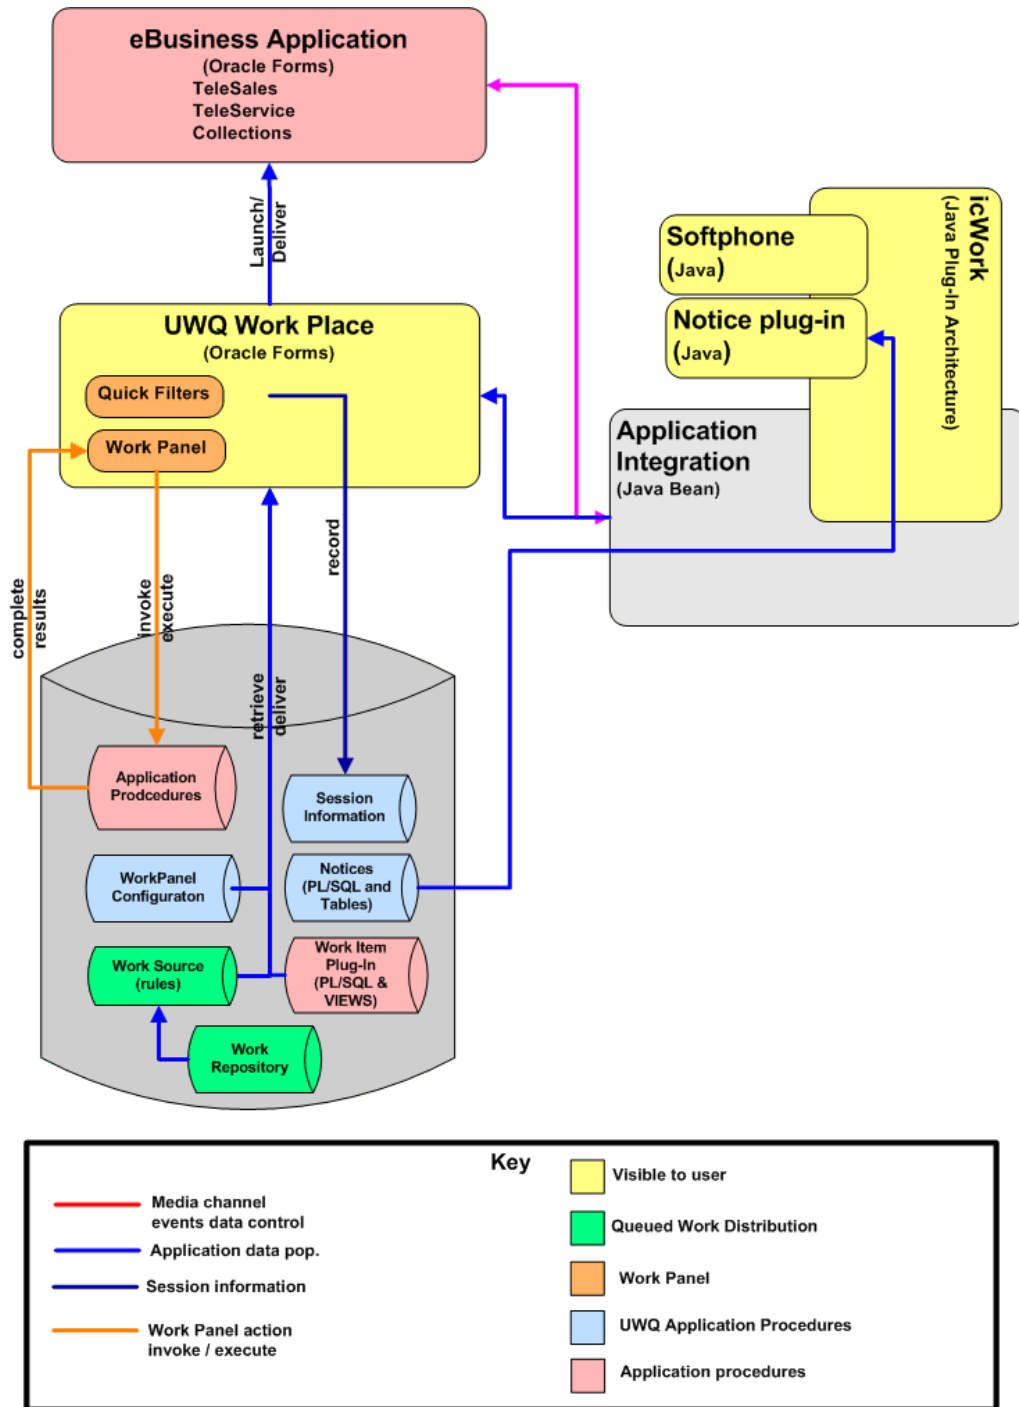 eBusiness Application
(Oracle Forms)
TeleSales
TeleService
Collections
Launch/
Deliver
icWork
(Java Plug-In Architecture)
Softphone
(Java)
Notice plug-in
(Java)
UWQ Work Place
(Oracle Forms)
Quick Filters
Work Panel
Application
Integration
(Java Bean)
complete
results
invoke
execute
record
retrieve
deliver
Application
Prodcedures
Session
Information
WorkPanel
Configuraton
Notices
(PL/SQL and
Tables)
Work Source
(rules)
Work Item
Plug-In
(PL/SQL &
VIEWS)
Work
Repository
Key
Media channel
events data control
Application data pop.
Session information
Work Panel action
invoke / execute
Visible to user
Queued Work Distribution
Work Panel
UWQ Application Procedures
Application procedures